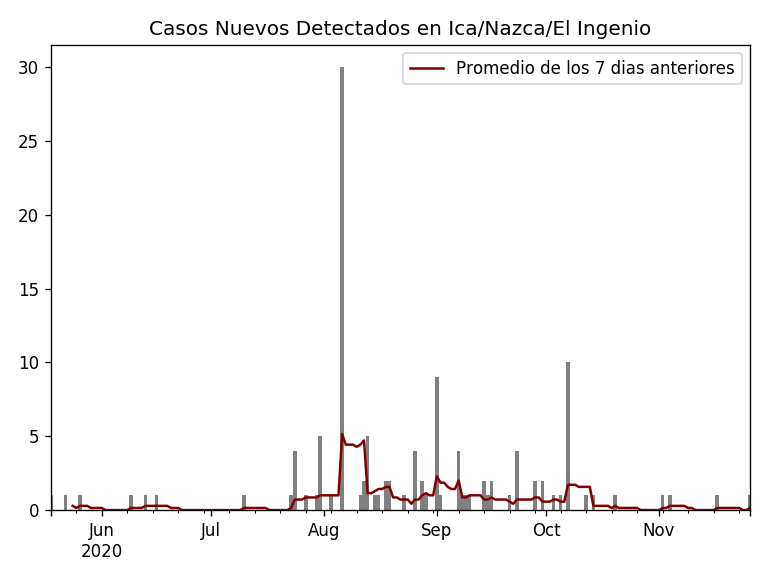 Casos Nuevos Detectados en Ica/Nazca/El Ingenio
Promedio de los 7 dias anteriores
30
25
20
15
10
5
0
Jun Jul Aug Sep Oct Nov
2020